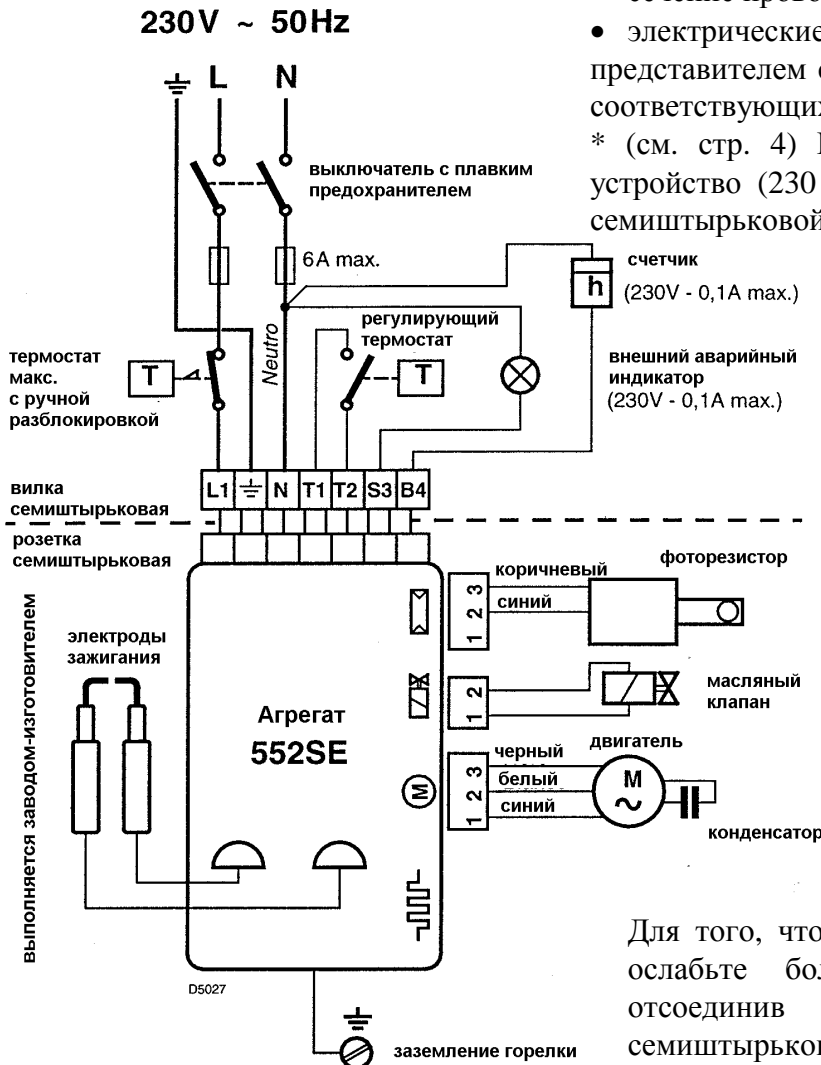 230V ~ 50Hz
L N
сечение прово
• электрические
представителем с
соответствующих
* (см. стр. 4)
устройство (230
семиштырьковой
выключатель с плавким
предохранителем
6A max.
счетчик
h
(230V - 0,1A max.)
Neutro
регулирующий
термостат
термостат
макс.
с ручной
разблокировкой
T
T
внешний аварийный
индикатор
(230V - 0,1A max.)
вилка
семиштырьковая
L1 N T1 T2 S3 B4
розетка
семиштырьковая
выполняется заводом-изготовителем
электроды
зажигания
Агрегат
552SE
коричневый
синий
3
2
1
фоторезистор
2
1
масляный
клапан
M
черный
белый
синий
3
2
1
двигатель
M
~
конденсатор
D5027
заземление горелки
Для того, что
ослабьте бол
отсоединив
семиштырьков